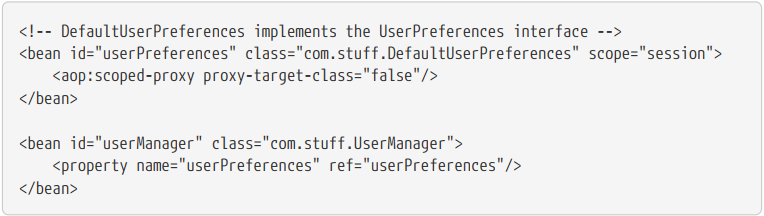 <!-- DefaultUserPreferences implements the UserPreferences interface -->
<bean id="userPreferences" class="com.stuff.DefaultUserPreferences" scope="session">
    <aop:scoped-proxy proxy-target-class="false"/>
</bean>

<bean id="userManager" class="com.stuff.UserManager">
    <property name="userPreferences" ref="userPreferences"/>
</bean>